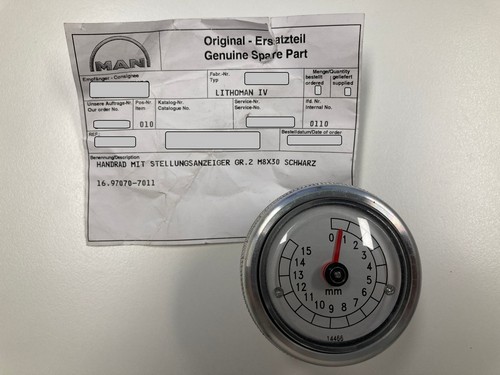 MAN
Original - Ersatzteil
Genuine Spare Part
Empfänger - Consignee
Fabr.-Nr.
Typ
LITHOMAN IV
Menge/Quantity
bestellt geliefert
ordered supplied
Unsere Auftrags-Nr.
Our order No.
Pos-Nr.
Item
010
Katalog-Nr.
Catalogue No.
Service-Nr.
Service-No.
lfd. Nr.
Internal No.
0110
REF.:
Bestelldatum/Date of order
Benennung/Description
HANDRAD MIT STELLUNGSANZEIGER GR.2 M8X30 SCHWARZ
16.97070-7011
0 1 2 3 4 5 6 7 8 9 10 11 12 13 14 15
mm
14466